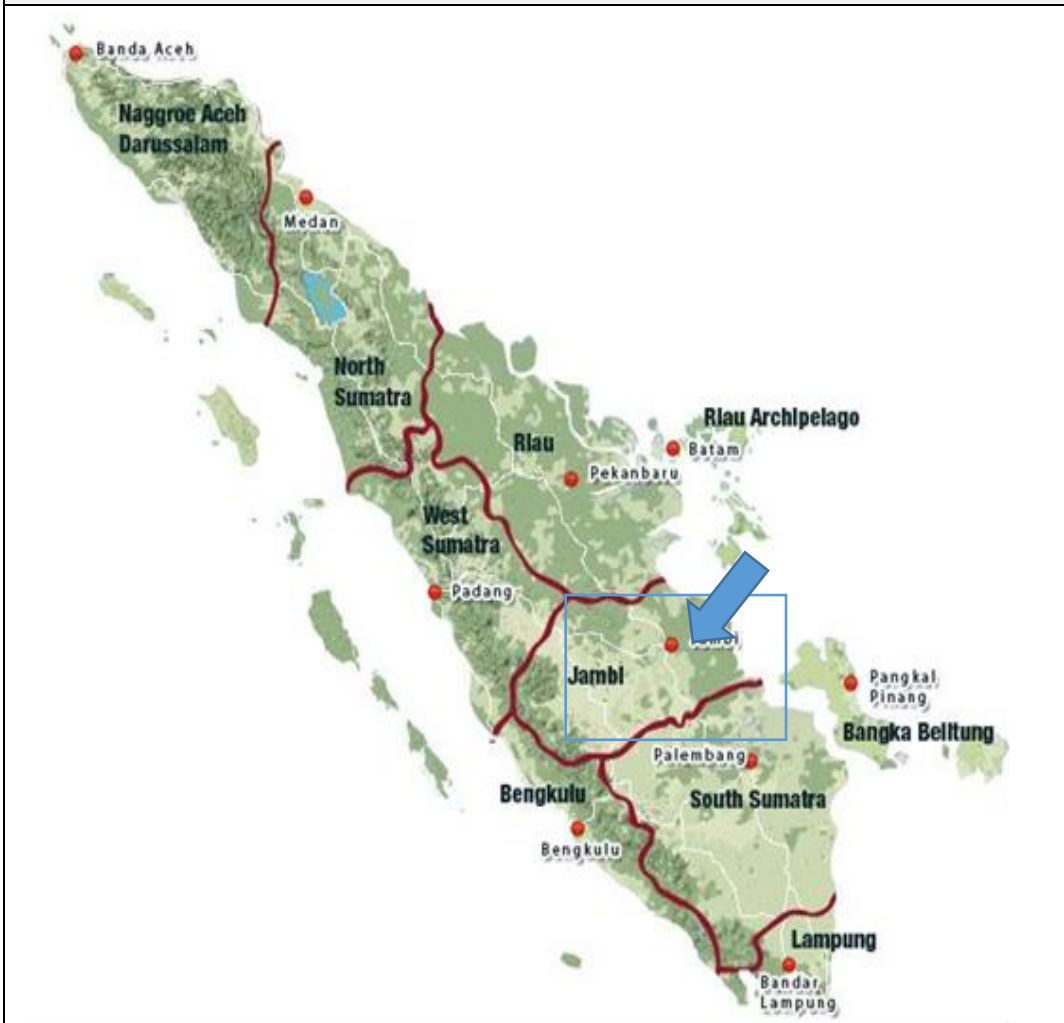 Banda Aceh
Naggroe Aceh
Darussalam
Medan
North
Sumatra
Riau Archipelago
Riau
Batam
Pekanbaru
West
Sumatra
Padang
Jambi
Pangkal
Pinang
Bangka Belitung
Palembang
Bengkulu
South Sumatra
Bengkulu
Lampung
Bandar
Lampung